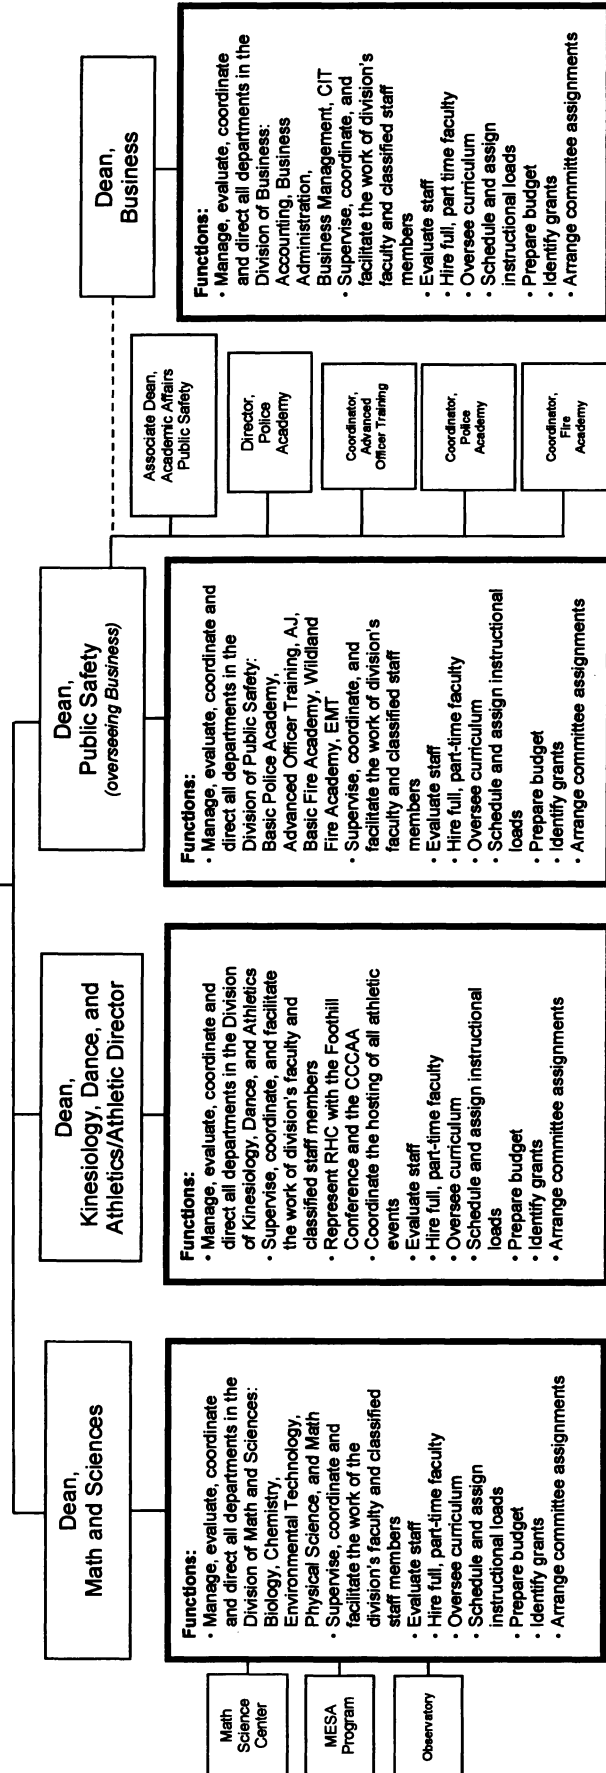 Dean,
Math and Sciences
Functions:
• Manage, evaluate, coordinate
and direct all departments in the
Division of Math and Sciences:
Biology, Chemistry,
Environmental Technology,
Physical Science, and Math
• Supervise, coordinate and
facilitate the work of the
division's faculty and classified
staff members
• Evaluate staff
• Hire full, part-time faculty
• Oversee curriculum
• Schedule and assign
instructional loads
• Prepare budget
• Identify grants
• Arrange committee assignments
Math
Science
Center
MESA
Program
Observatory
Dean,
Kinesiology, Dance, and
Athletics/Athletic Director
Functions:
• Manage, evaluate, coordinate and
direct all departments in the Division
of Kinesiology, Dance, and Athletics
• Supervise, coordinate, and facilitate
the work of division's faculty and
classified staff members
• Represent RHC with the Foothill
Conference and the CCCAA
• Coordinate the hosting of all athletic
events
• Evaluate staff
• Hire full, part-time faculty
• Oversee curriculum
• Schedule and assign instructional
loads
• Prepare budget
• Identify grants
• Arrange committee assignments
Dean,
Public Safety
(overseeing Business)
Functions:
• Manage, evaluate, coordinate and
direct all departments in the
Division of Public Safety:
Basic Police Academy,
Advanced Officer Training, AJ,
Basic Fire Academy, Wildland
Fire Academy, EMT
• Supervise, coordinate, and
facilitate the work of division's
faculty and classified staff
members
• Evaluate staff
• Hire full, part-time faculty
• Oversee curriculum
• Schedule and assign instructional
loads
• Prepare budget
• Identify grants
• Arrange committee assignments
Associate Dean,
Academic Affairs
Public Safety
Director,
Police
Academy
Coordinator,
Advanced
Officer Training
Coordinator,
Police
Academy
Coordinator,
Fire
Academy
Dean,
Business
Functions:
• Manage, evaluate, coordinate
and direct all departments in the
Division of Business:
Accounting, Business
Administration,
Business Management, CIT
• Supervise, coordinate, and
facilitate the work of division's
faculty and classified staff
members
• Evaluate staff
• Hire full, part time faculty
• Oversee curriculum
• Schedule and assign
instructional loads
• Prepare budget
• Identify grants
• Arrange committee assignments